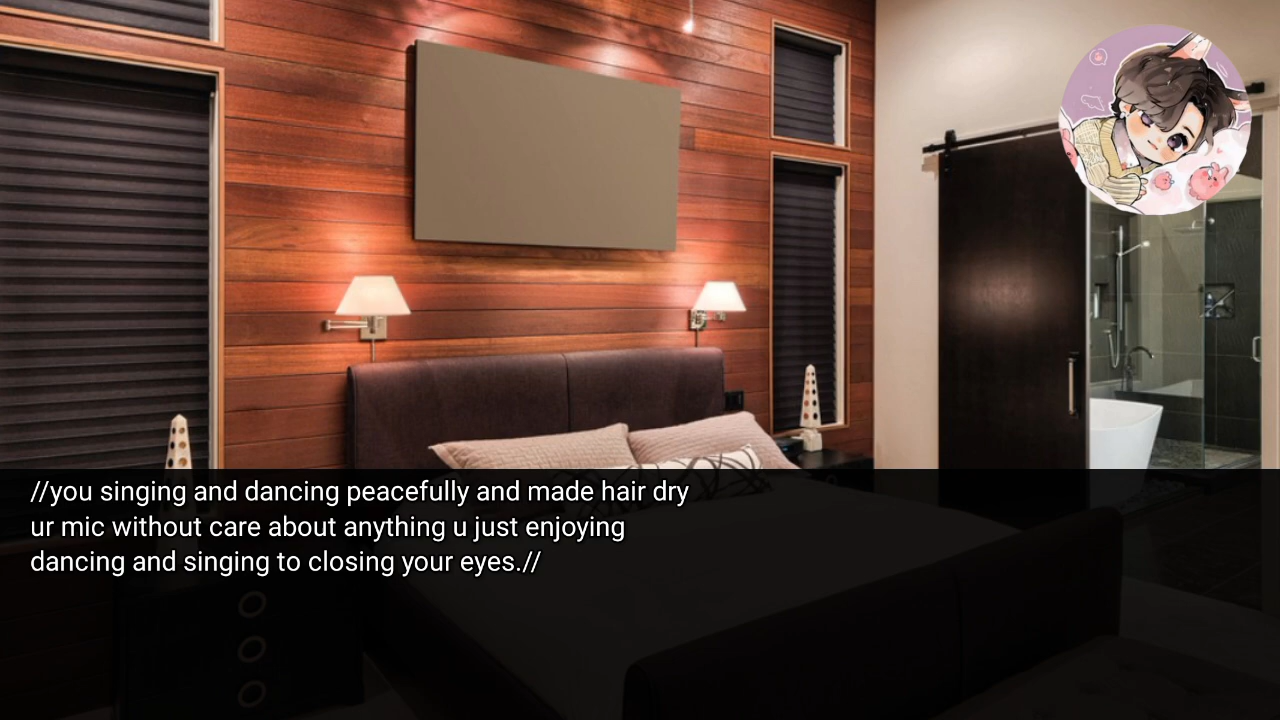 //you singing and dancing peacefully and made hair dry
ur mic without care about anything u just enjoying
dancing and singing to closing your eyes.//